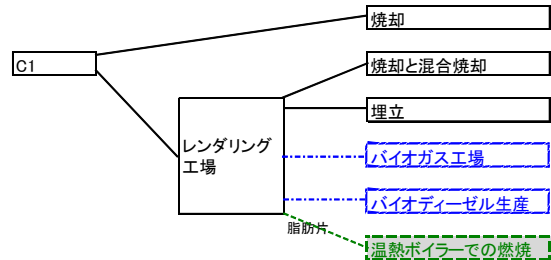 焼却
C1
焼却と混合焼却
埋立
レンダリング
工場
バイオガス工場
バイオディーゼル生産
脂肪片
温熱ボイラーでの燃焼